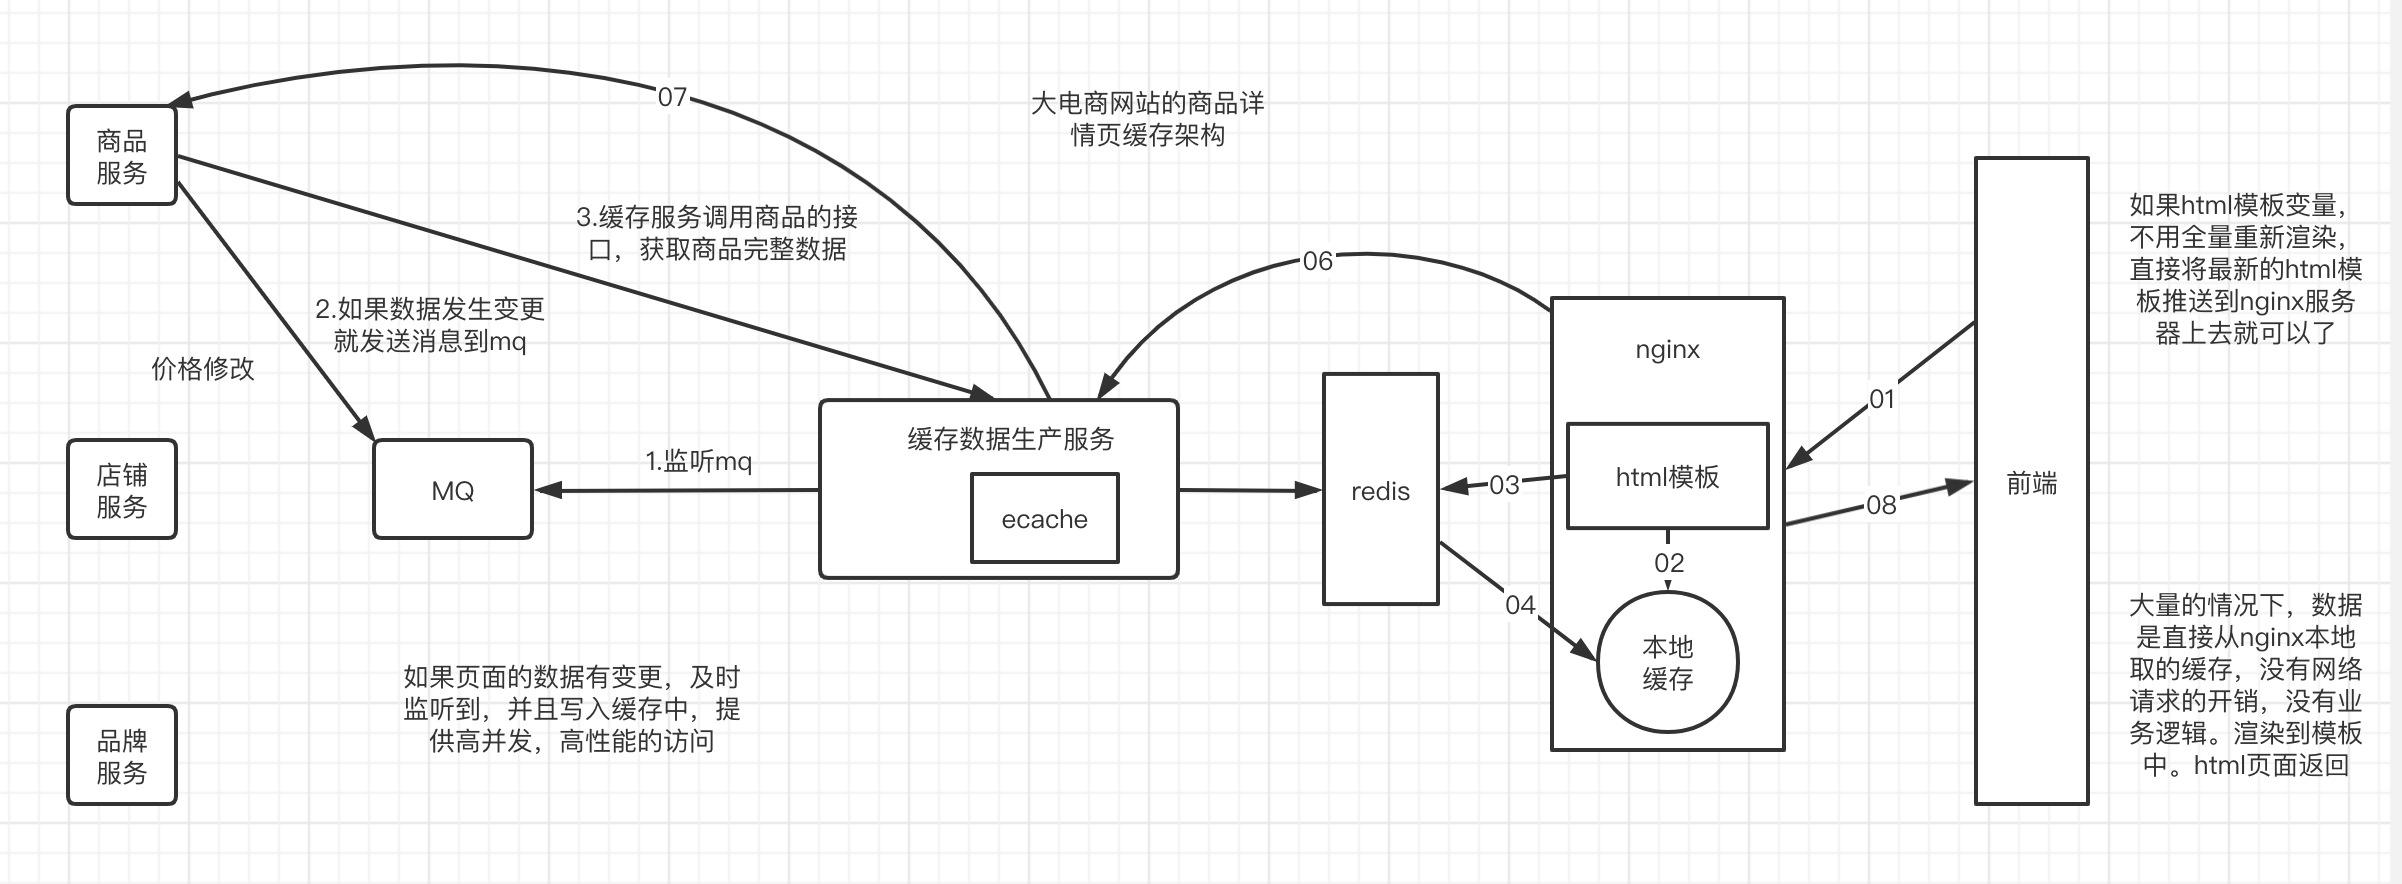 大电商网站的商品详
情页缓存架构
07
商品
服务
3.缓存服务调用商品的接
口，获取商品完整数据
2.如果数据发生变更
就发送消息到mq
价格修改
店铺
服务
MQ
1.监听mq
缓存数据生产服务
ecache
品牌
服务
如果页面的数据有变更，及时
监听到，并且写入缓存中，提
供高并发，高性能的访问
06
redis
nginx
html模板
03
02
04
本地
缓存
01
08
前端
如果html模板变量，
不用全量重新渲染，
直接将最新的html模
板推送到nginx服务
器上去就可以了
大量的情况下，数据
是直接从nginx本地
取的缓存，没有网络
请求的开销，没有业
务逻辑。渲染到模板
中。html页面返回